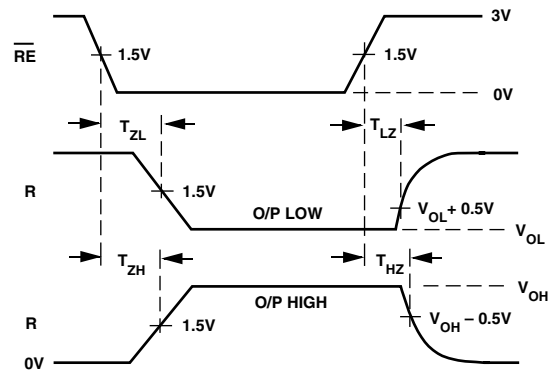 3V
RE
1.5V
1.5V
0V
TZL
TLZ
R
1.5V
O/P LOW
VOL + 0.5V
VOL
TZH
THZ
VOH
R
1.5V
O/P HIGH
VOH – 0.5V
0V